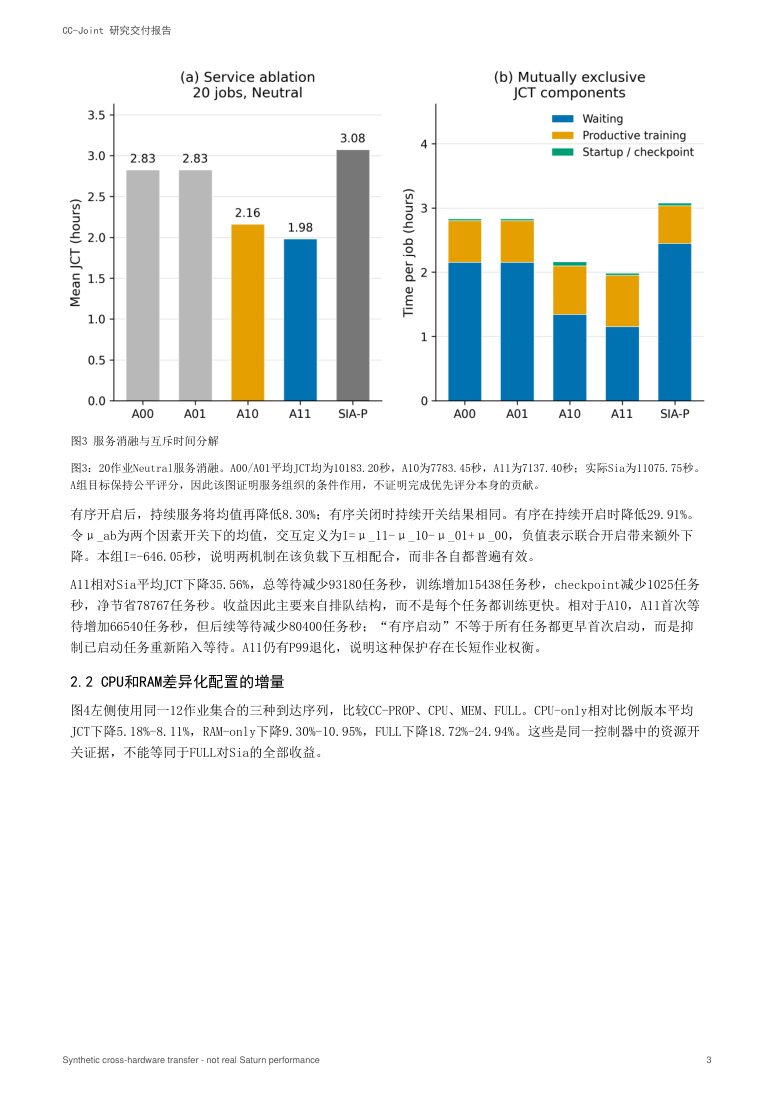 CC-Joint 研究交付报告
(a) Service ablation
20 jobs, Neutral
(b) Mutually exclusive
JCT components
Mean JCT (hours)
3.5
3.0
2.5
2.0
1.5
1.0
0.5
0.0
2.83
2.83
2.16
1.98
3.08
A00
A01
A10
A11
SIA-P
Time per job (hours)
4
3
2
1
0
Waiting
Productive training
Startup / checkpoint
A00
A01
A10
A11
SIA-P
图3 服务消融与互斥时间分解
图3: 20作业Neutral服务消融。A00/A01平均JCT均为10183.20秒，A10为7783.45秒，A11为7137.40秒；实际Sia为11075.75秒。
A组目标保持公平评分，因此该图证明服务组织的条件作用，不证明完成优先评分本身的贡献。
有序开启后，持续服务将均值再降低8.30%；有序关闭时持续开关结果相同。有序在持续开启时降低29.91%。
令μ_ab为两个因素开关下的均值，交互定义为I=μ_11-μ_10-μ_01+μ_00，负值表示联合开启带来额外下
降。本组I=-646.05秒，说明两机制在该负载下互相配合，而非各自都普遍有效。
A11相对Sia平均JCT下降35.56%，总等待减少93180任务秒，训练增加15438任务秒，checkpoint减少1025任务
秒，净节省78767任务秒。收益因此主要来自排队结构，而不是每个任务都训练更快。相对于A10，A11首次等
待增加66540任务秒，但后续等待减少80400任务秒；“有序启动”不等于所有任务都更早首次启动，而是抑
制已启动任务重新陷入等待。A11仍有P99退化，说明这种保护存在长短作业权衡。
2.2 CPU和RAM差异化配置的增量
图4左侧使用同一12作业集合的三种到达序列，比较CC-PROP、CPU、MEM、FULL。CPU-only相对比例版本平均
JCT下降5.18%-8.11%，RAM-only下降9.30%-10.95%，FULL下降18.72%-24.94%。这些是同一控制器中的资源开
关证据，不能等同于FULL对Sia的全部收益。
Synthetic cross-hardware transfer - not real Saturn performance
3